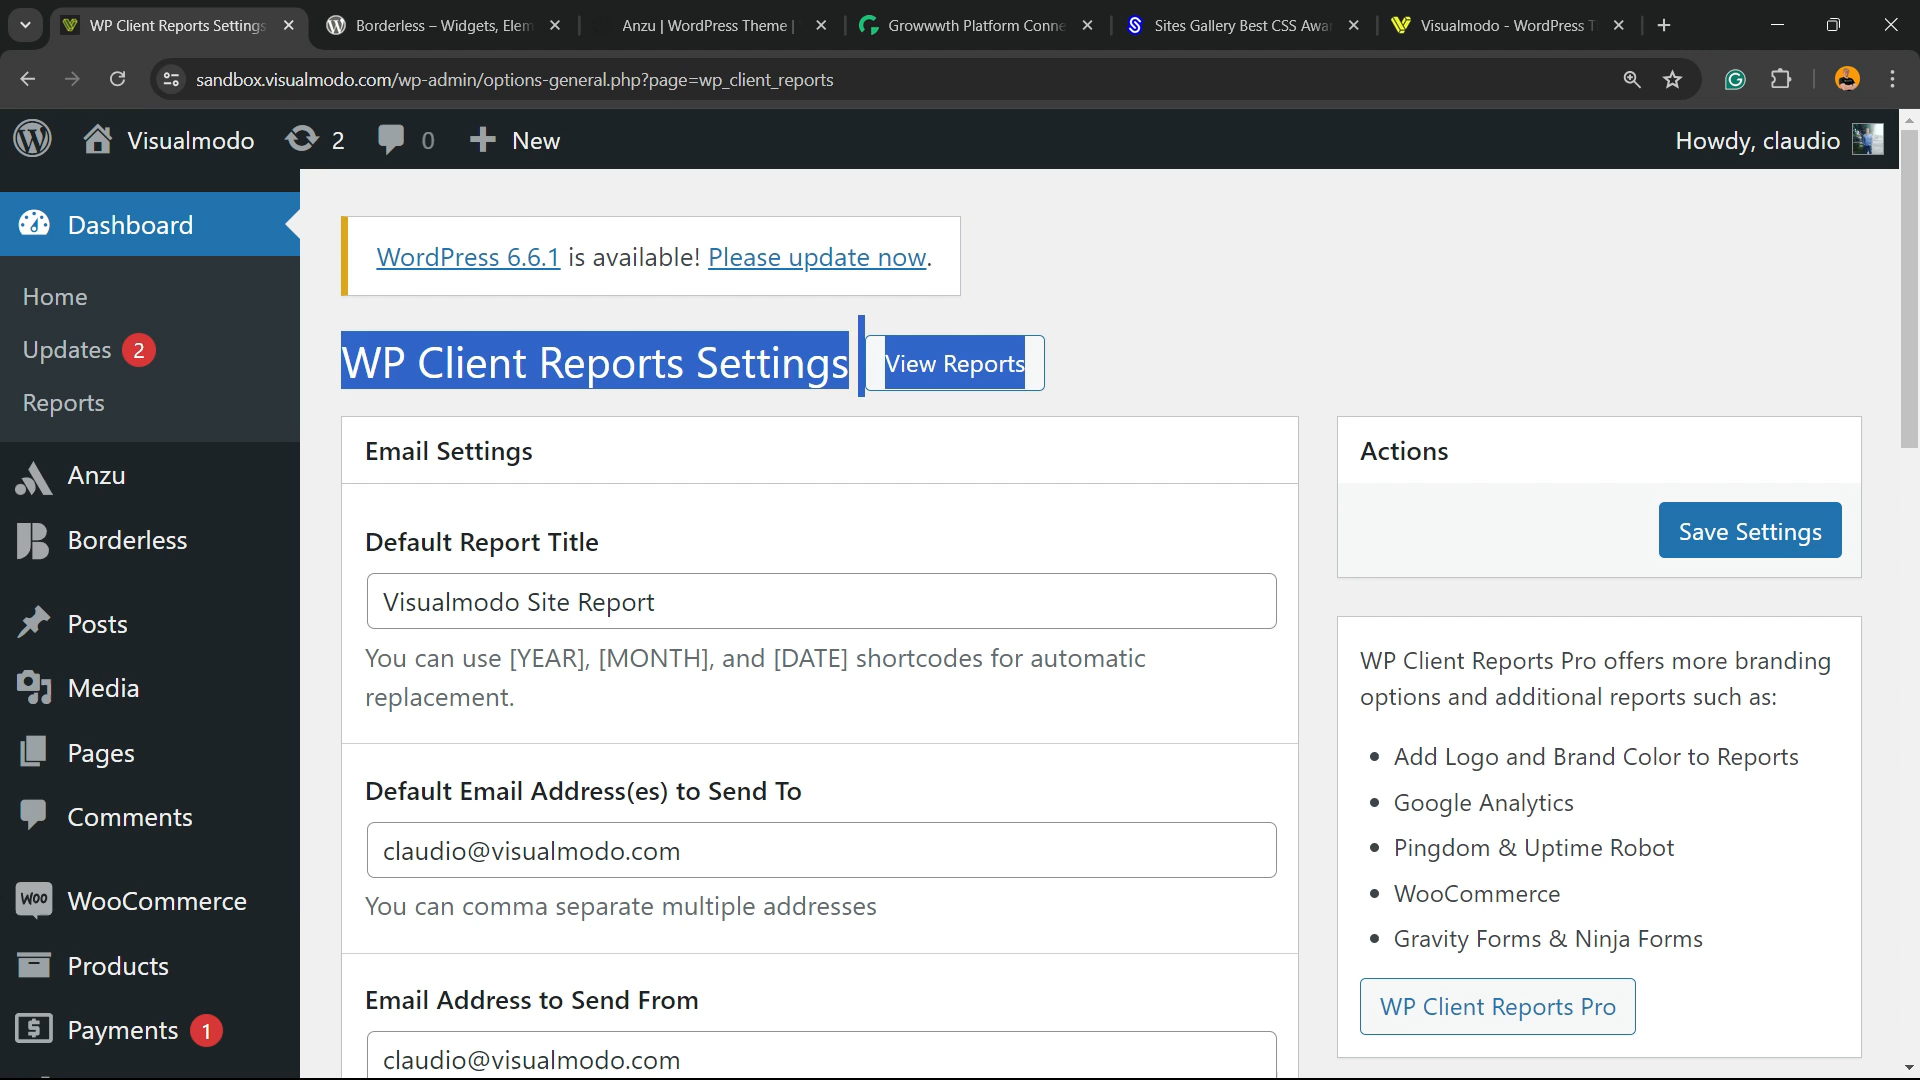 WP Client Reports Settings
Borderless – Widgets, Elem
Anzu | WordPress Theme |
Growwwth Platform Conne
Sites Gallery Best CSS Awa
Visualmodo - WordPress T
sandbox.visualmodo.com/wp-admin/options-general.php?page=wp_client_reports
Visualmodo
2
0
New
Howdy, claudio
Dashboard
Home
Updates 2
Reports
Anzu
Borderless
Posts
Media
Pages
Comments
WOO WooCommerce
Products
Payments 1
WordPress 6.6.1 is available! Please update now.
WP Client Reports Settings
View Reports
Email Settings
Default Report Title
Visualmodo Site Report
You can use [YEAR], [MONTH], and [DATE] shortcodes for automatic
replacement.
Default Email Address(es) to Send To
claudio@visualmodo.com
You can comma separate multiple addresses
Email Address to Send From
claudio@visualmodo.com
Actions
Save Settings
WP Client Reports Pro offers more branding
options and additional reports such as:
• Add Logo and Brand Color to Reports
• Google Analytics
• Pingdom & Uptime Robot
• WooCommerce
• Gravity Forms & Ninja Forms
WP Client Reports Pro